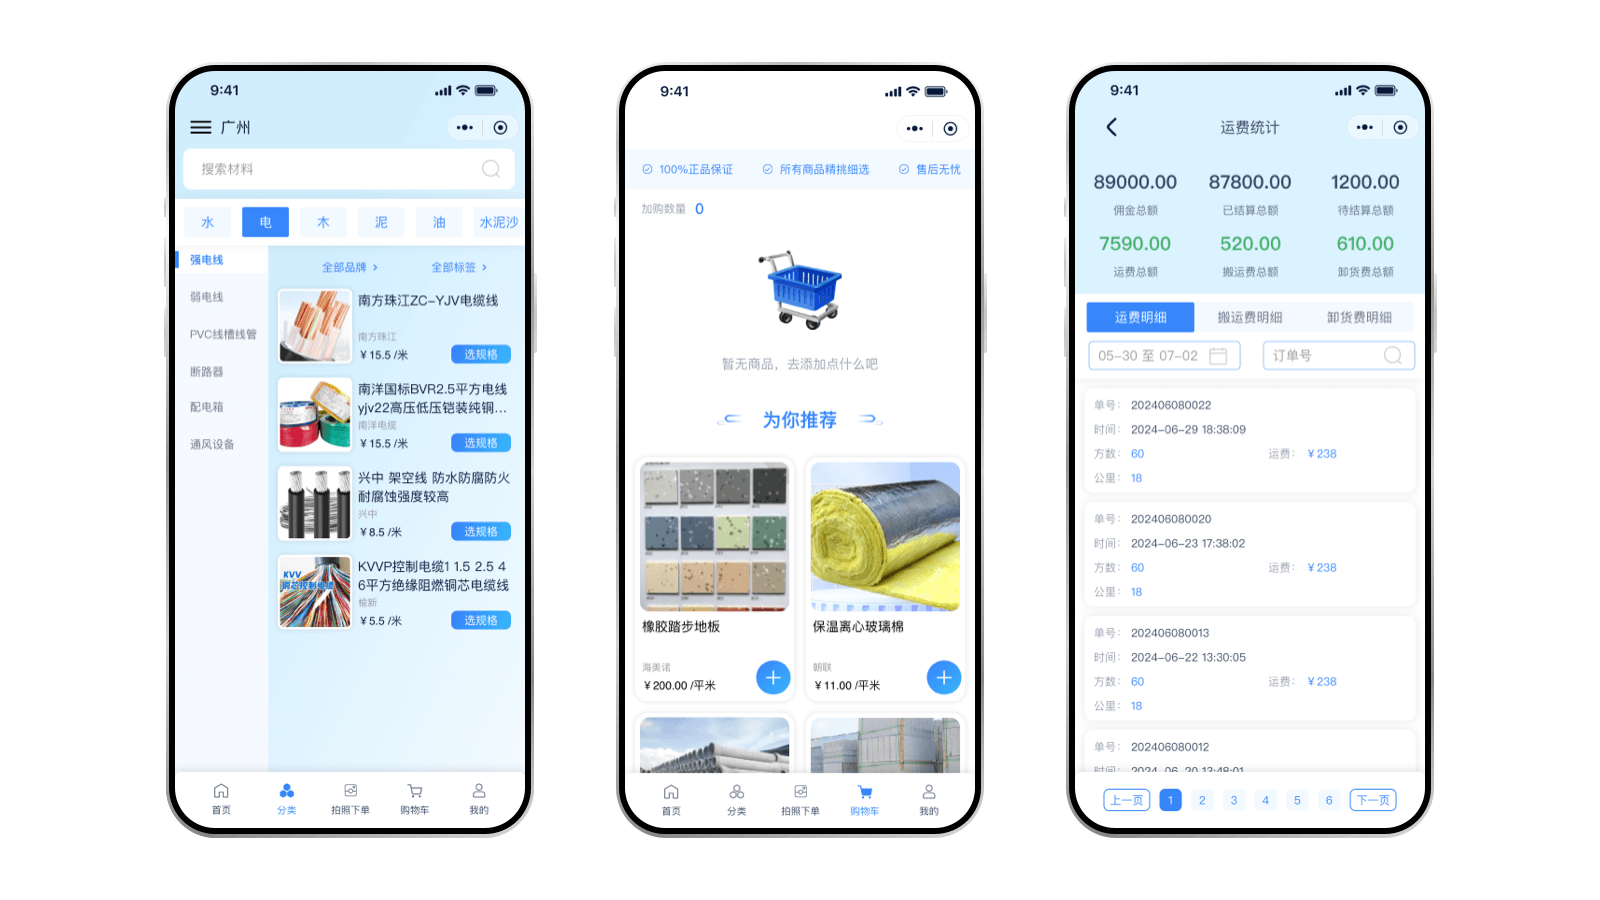 9:41
广州
搜索材料
水
电
木
泥
油
水泥沙
强电线
弱电线
PVC线槽线管
断路器
配电箱
通风设备
全部品牌
全部标签
南方珠江ZC-YJV电缆线
南方珠江
¥15.5 /米
选规格
南洋国标BVR2.5平方电线
yjv22高压低压铠装纯铜...
南洋电缆
¥15.5 /米
选规格
兴中 架空线 防水防腐防火
耐腐蚀强度较高
兴中
¥8.5 /米
选规格
KVV
铜芯控制电缆
KVVP控制电缆1 1.5 2.5 4
6平方绝缘阻燃铜芯电缆线
榆新
¥5.5 /米
选规格
首页
分类
拍照下单
购物车
我的
9:41
100%正品保证
所有商品精挑细选
售后无忧
加购数量 0
暂无商品，去添加点什么吧
为你推荐
橡胶踏步地板
海美诺
¥200.00 /平米
保温离心玻璃棉
朝联
¥11.00 /平米
首页
分类
拍照下单
购物车
我的
9:41
运费统计
89000.00
87800.00
1200.00
佣金总额
已结算总额
待结算总额
7590.00
520.00
610.00
运费总额
搬运费总额
卸货费总额
运费明细
搬运费明细
卸货费明细
05-30 至 07-02
订单号
单号： 202406080022
时间： 2024-06-29 18:38:09
方数： 60 运费： ¥238
公里： 18
单号： 202406080020
时间： 2024-06-23 17:38:02
方数： 60 运费： ¥238
公里： 18
单号： 202406080013
时间： 2024-06-22 13:30:05
方数： 60 运费： ¥238
公里： 18
单号： 202406080012
时间： 2024-06-20 13:48:01
上一页 1 2 3 4 5 6 下一页